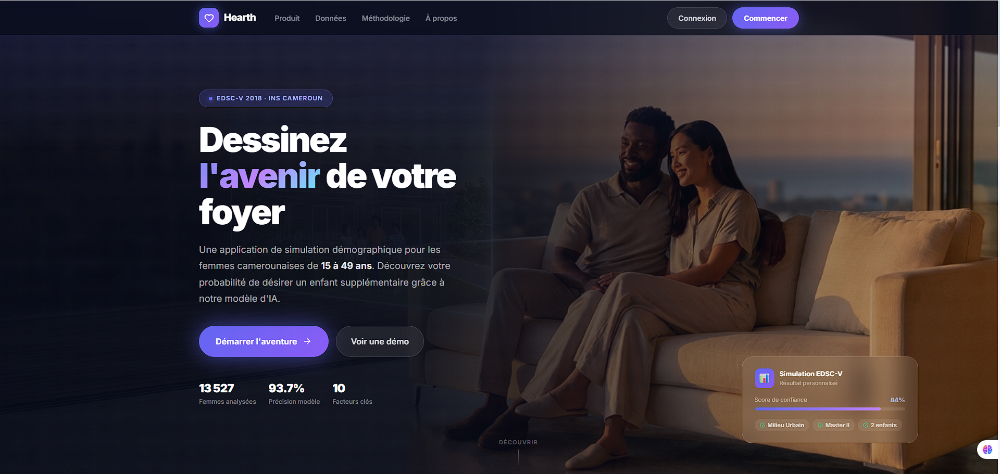 Hearth
Produit
Données
Méthodologie
À propos
Connexion
Commencer
EDSC-V 2018 · INS CAMEROUN
Dessinez
l'avenir de votre
foyer
Une application de simulation démographique pour les
femmes camerounaises de 15 à 49 ans. Découvrez votre
probabilité de désirer un enfant supplémentaire grâce à
notre modèle d'IA.
Démarrer l'aventure →
Voir une démo
13 527
Femmes analysées
93.7%
Précision modèle
10
Facteurs clés
DÉCOUVRIR
Simulation EDSC-V
Résultat personnalisé
Score de confiance 84%
Milieu Urbain
Master II
2 enfants